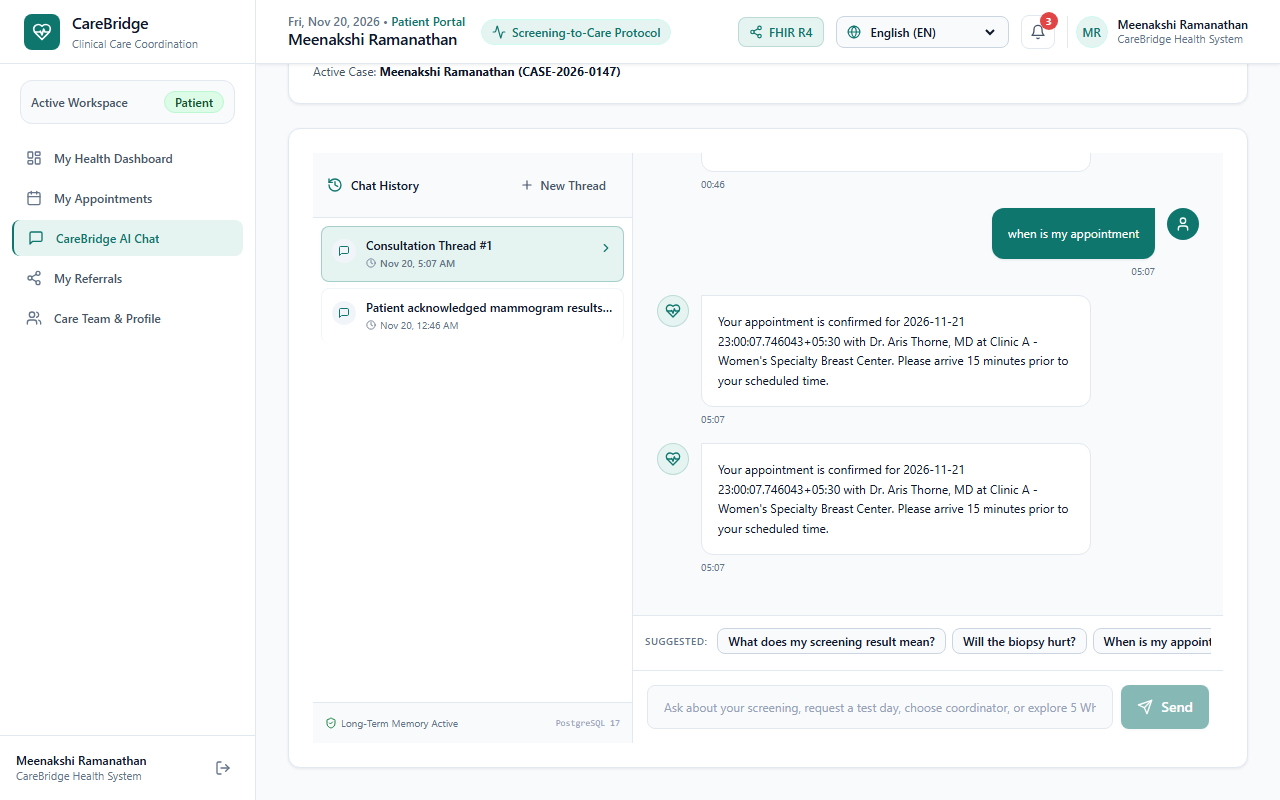 CareBridge
Clinical Care Coordination
Fri, Nov 20, 2026 • Patient Portal
Meenakshi Ramanathan
Screening-to-Care Protocol
FHIR R4
English (EN)
3
MR
Meenakshi Ramanathan
CareBridge Health System
Active Workspace
Patient
My Health Dashboard
My Appointments
CareBridge AI Chat
My Referrals
Care Team & Profile
Meenakshi Ramanathan
CareBridge Health System
Active Case: Meenakshi Ramanathan (CASE-2026-0147)
Chat History
New Thread
Consultation Thread #1
Nov 20, 5:07 AM
Patient acknowledged mammogram results...
Nov 20, 12:46 AM
Long-Term Memory Active
PostgreSQL 17
00:46
when is my appointment
05:07
Your appointment is confirmed for 2026-11-21
23:00:07.746043+05:30 with Dr. Aris Thorne, MD at Clinic A -
Women's Specialty Breast Center. Please arrive 15 minutes prior to
your scheduled time.
05:07
Your appointment is confirmed for 2026-11-21
23:00:07.746043+05:30 with Dr. Aris Thorne, MD at Clinic A -
Women's Specialty Breast Center. Please arrive 15 minutes prior to
your scheduled time.
05:07
SUGGESTED:
What does my screening result mean?
Will the biopsy hurt?
When is my appoint
Ask about your screening, request a test day, choose coordinator, or explore 5 Wh
Send